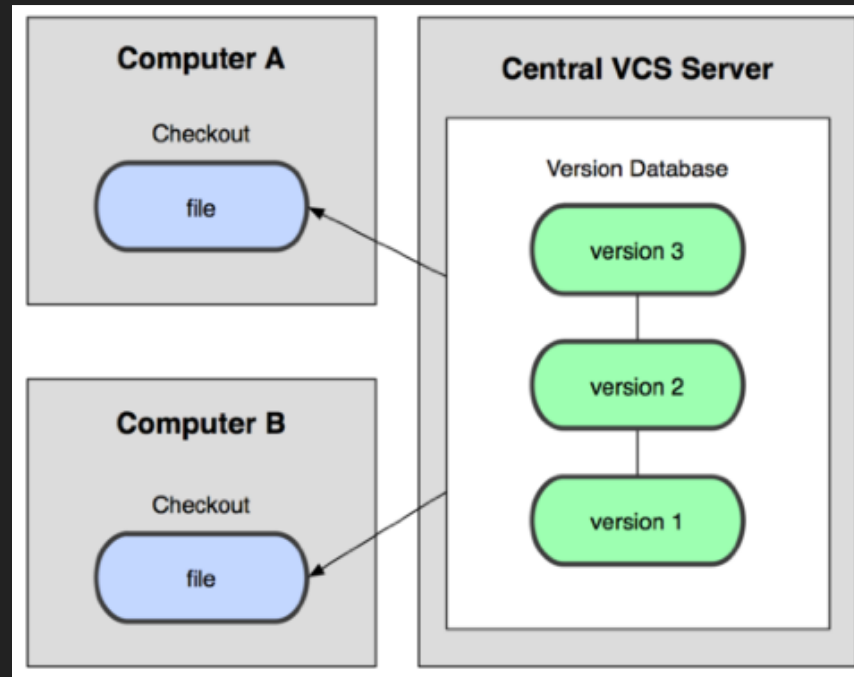 Computer A
Checkout
file
Computer B
Checkout
file
Central VCS Server
Version Database
version 3
version 2
version 1